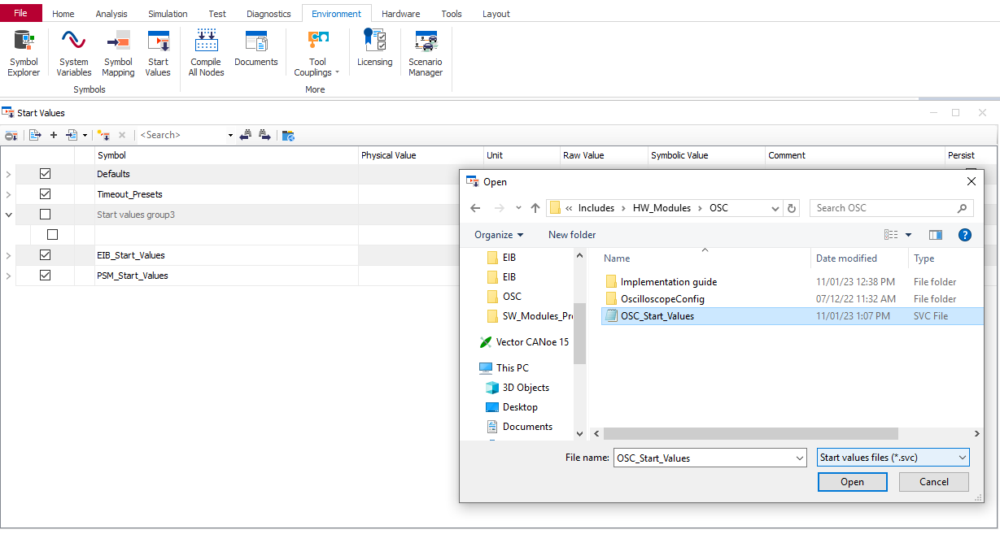 File Home Analysis Simulation Test Diagnostics Environment Hardware Tools Layout
Symbol Explorer
System Variables
Symbol Mapping
Start Values
Compile All Nodes
Documents
Tool Couplings
Licensing
Scenario Manager
Symbols
More
Start Values
<Search>
Symbol Physical Value Unit Raw Value Symbolic Value Comment Persist
Defaults
Timeout_Presets
Start values group3
EIB_Start_Values
PSM_Start_Values
Open
« Includes > HW_Modules > OSC
Search OSC
Organize New folder
EIB
EIB
OSC
SW_Modules_Pr
Vector CANoe 15
This PC
3D Objects
Desktop
Documents
Name Date modified Type
Implementation guide 11/01/23 12:38 PM File folder
OscilloscopeConfig 07/12/22 11:32 AM File folder
OSC_Start_Values 11/01/23 1:07 PM SVC File
File name: OSC_Start_Values Start values files (*.svc)
Open Cancel